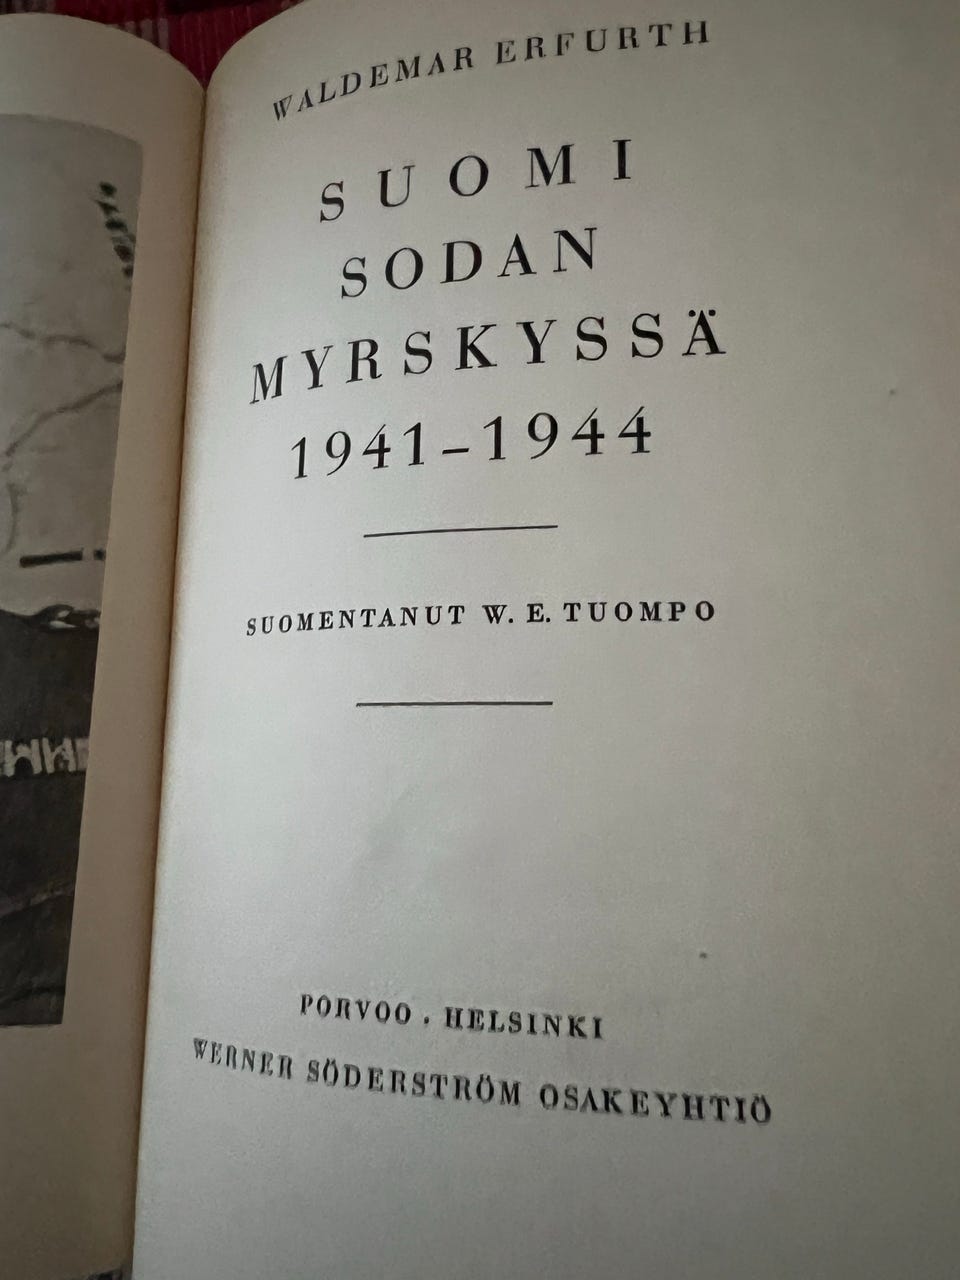 WALDEMAR ERFURTH
SUOMI
SODAN
MYRSKYSSÄ
1941–1944
SUOMENTANUT W. E. TUOMPO
PORVOO . HELSINKI
WERNER SÖDERSTRÖM OSAKEYHTIÖ